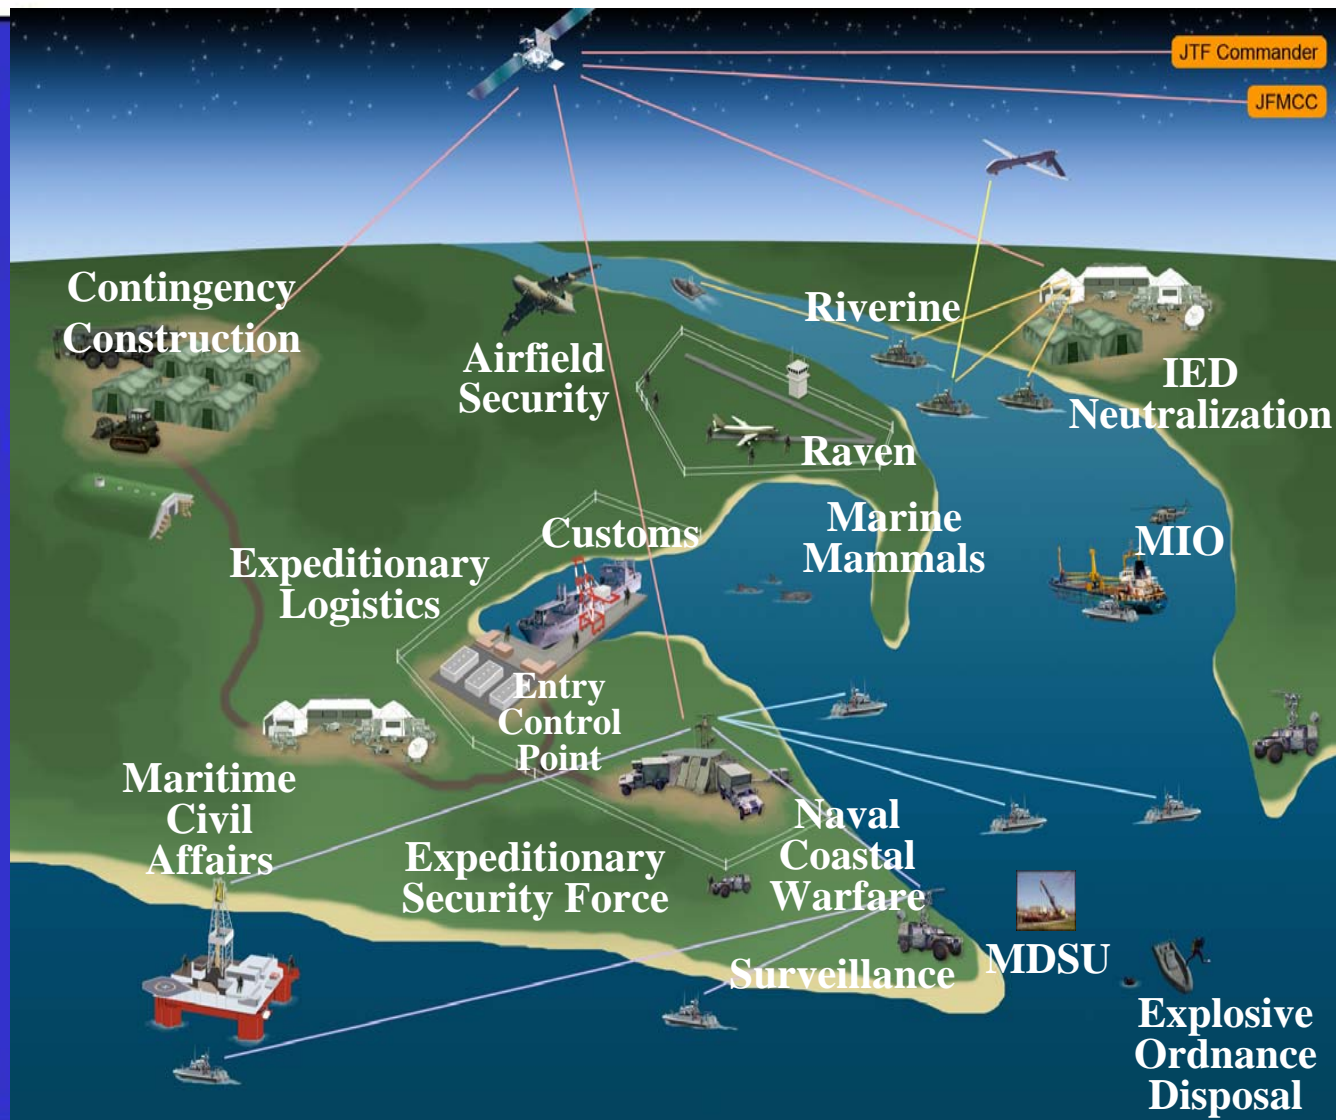 JTF Commander
JFMCC
Contingency
Construction
Riverine
Airfield
Security
IED
Neutralization
Raven
Customs
Marine
Mammals
MIO
Expeditionary
Logistics
Entry
Control
Point
Maritime
Civil
Affairs
Naval
Coastal
Warfare
Expeditionary
Security Force
MDSU
Surveillance
Explosive
Ordnance
Disposal